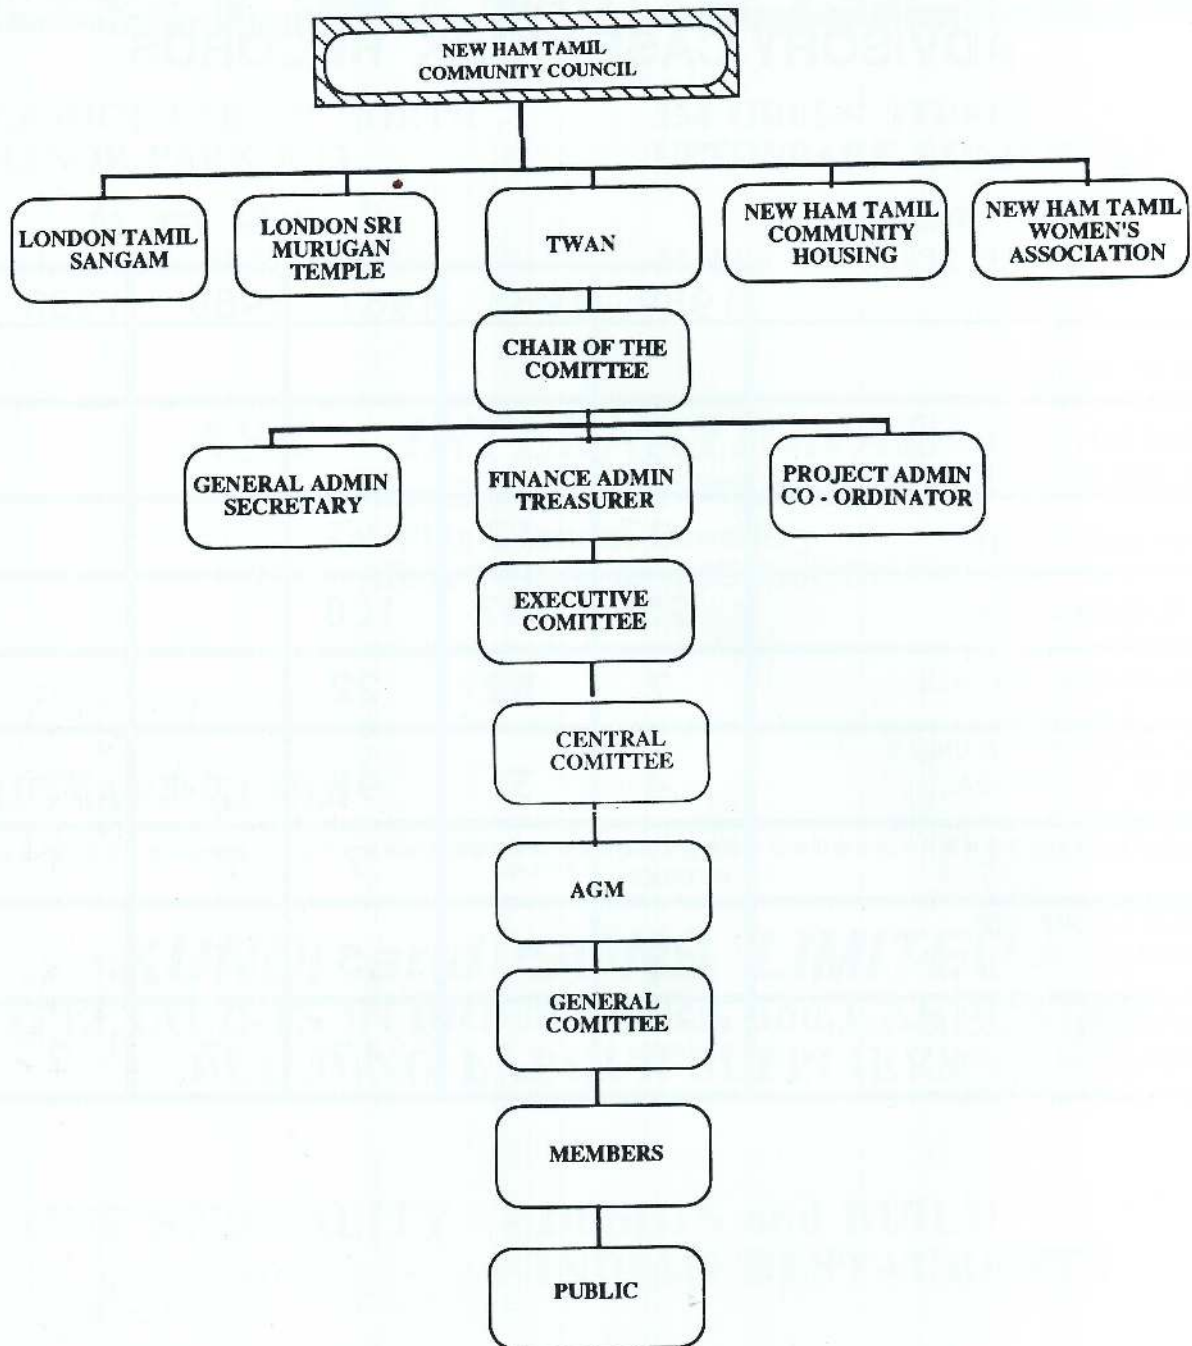 NEW HAM TAMIL
COMMUNITY COUNCIL
LONDON TAMIL
SANGAM
LONDON SRI
MURUGAN
TEMPLE
TWAN
NEW HAM TAMIL
COMMUNITY
HOUSING
NEW HAM TAMIL
WOMEN'S
ASSOCIATION
CHAIR OF THE
COMITTEE
GENERAL ADMIN
SECRETARY
FINANCE ADMIN
TREASURER
PROJECT ADMIN
CO - ORDINATOR
EXECUTIVE
COMITTEE
CENTRAL
COMITTEE
AGM
GENERAL
COMITTEE
MEMBERS
PUBLIC